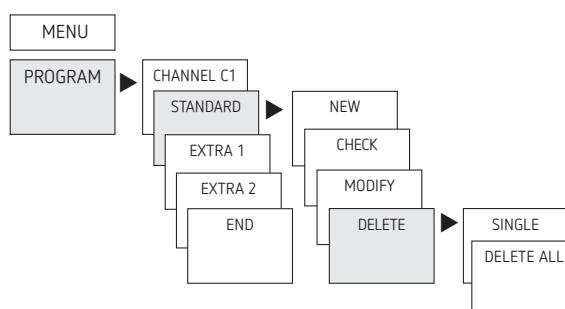 MENU
PROGRAM
CHANNEL C1
STANDARD
EXTRA 1
EXTRA 2
END
NEW
CHECK
MODIFY
DELETE
SINGLE
DELETE ALL